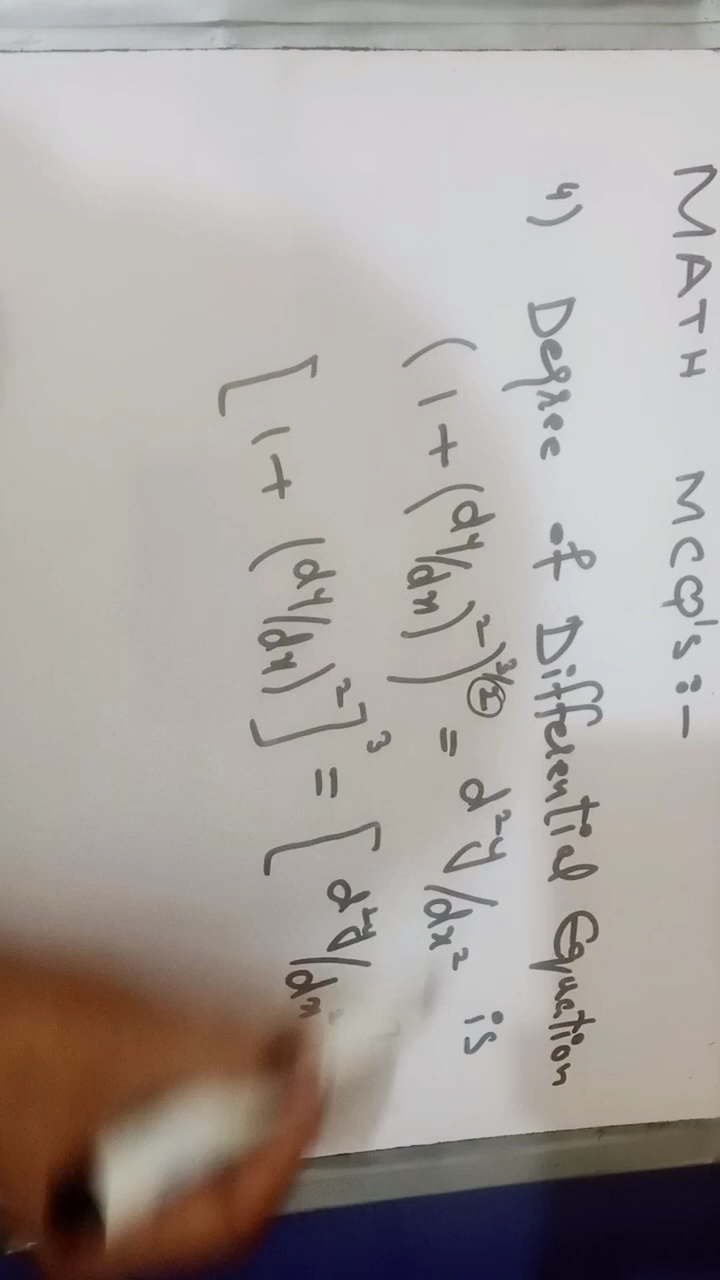 MATH MCQ's :-
4) Degree of Differential Equation
(1 + (dy/dx)²)^3/2 = d²y/dx² is
[1 + (dy/dx)²]³ = [d²y/dx